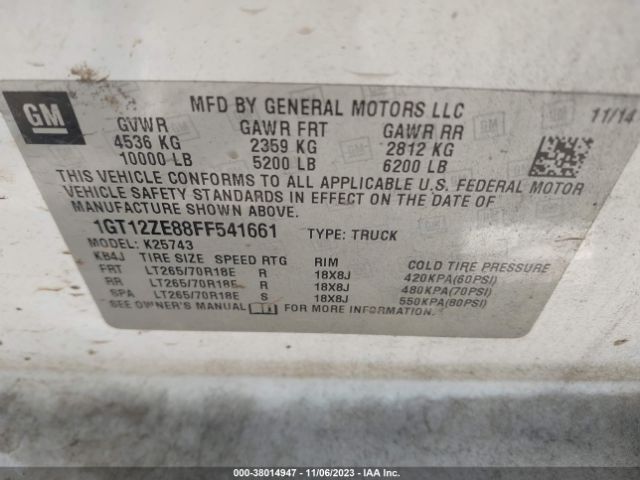 GM
MFD BY GENERAL MOTORS LLC 11/14
GVWR GAWR FRT GAWR RR
4536 KG 2359 KG 2812 KG
10000 LB 5200 LB 6200 LB
THIS VEHICLE CONFORMS TO ALL APPLICABLE U.S. FEDERAL MOTOR
VEHICLE SAFETY STANDARDS IN EFFECT ON THE DATE OF
MANUFACTURE SHOWN ABOVE.
1GT12ZE88FF541661 TYPE: TRUCK
MODEL: K25743
KB4J TIRE SIZE SPEED RTG RIM COLD TIRE PRESSURE
FRT LT265/70R18E R 18X8J 420KPA(60PSI)
RR LT265/70R18E R 18X8J 480KPA(70PSI)
SPA LT265/70R18E S 18X8J 550KPA(80PSI)
SEE OWNER'S MANUAL FOR MORE INFORMATION.
000-38014947 - 11/06/2023 - IAAI.COM